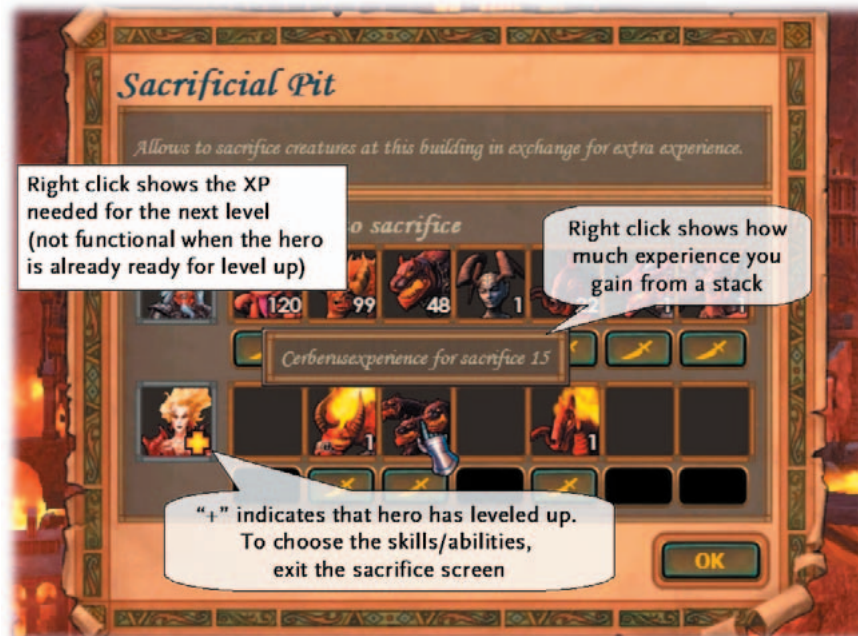 Sacrificial Pit
Allows to sacrifice creatures at this building in exchange for extra experience.
Right click shows the XP
needed for the next level
(not functional when the hero
is already ready for level up)
o sacrifice
Right click shows how
much experience you
gain from a stack
120 99 48 1 22 1 1
Cerberusexperience for sacrifice 15
1 1
"+" indicates that hero has leveled up.
To choose the skills/abilities,
exit the sacrifice screen
OK